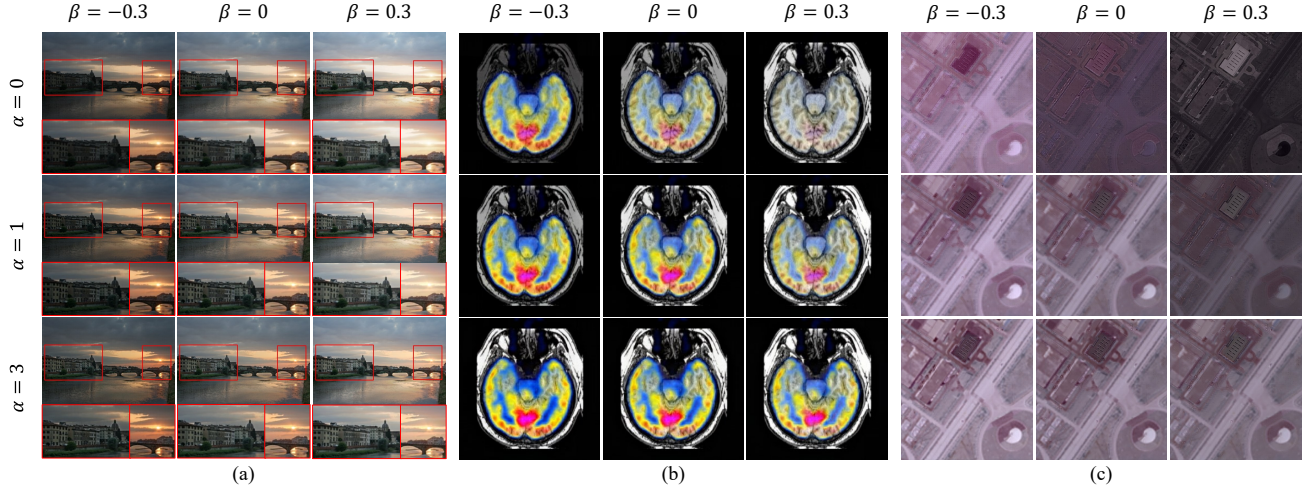 β = −0.3 β = 0 β = 0.3 β = −0.3 β = 0 β = 0.3 β = −0.3 β = 0 β = 0.3
α = 0
α = 1
α = 3
(a) (b) (c)